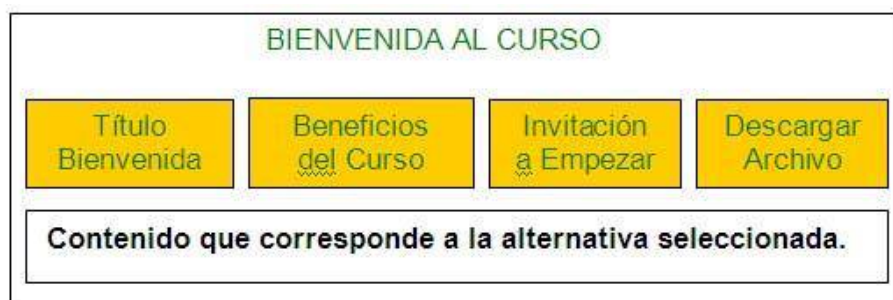 BIENVENIDA AL CURSO
Título
Bienvenida
Beneficios
del Curso
Invitación
a Empezar
Descargar
Archivo
Contenido que corresponde a la alternativa seleccionada.